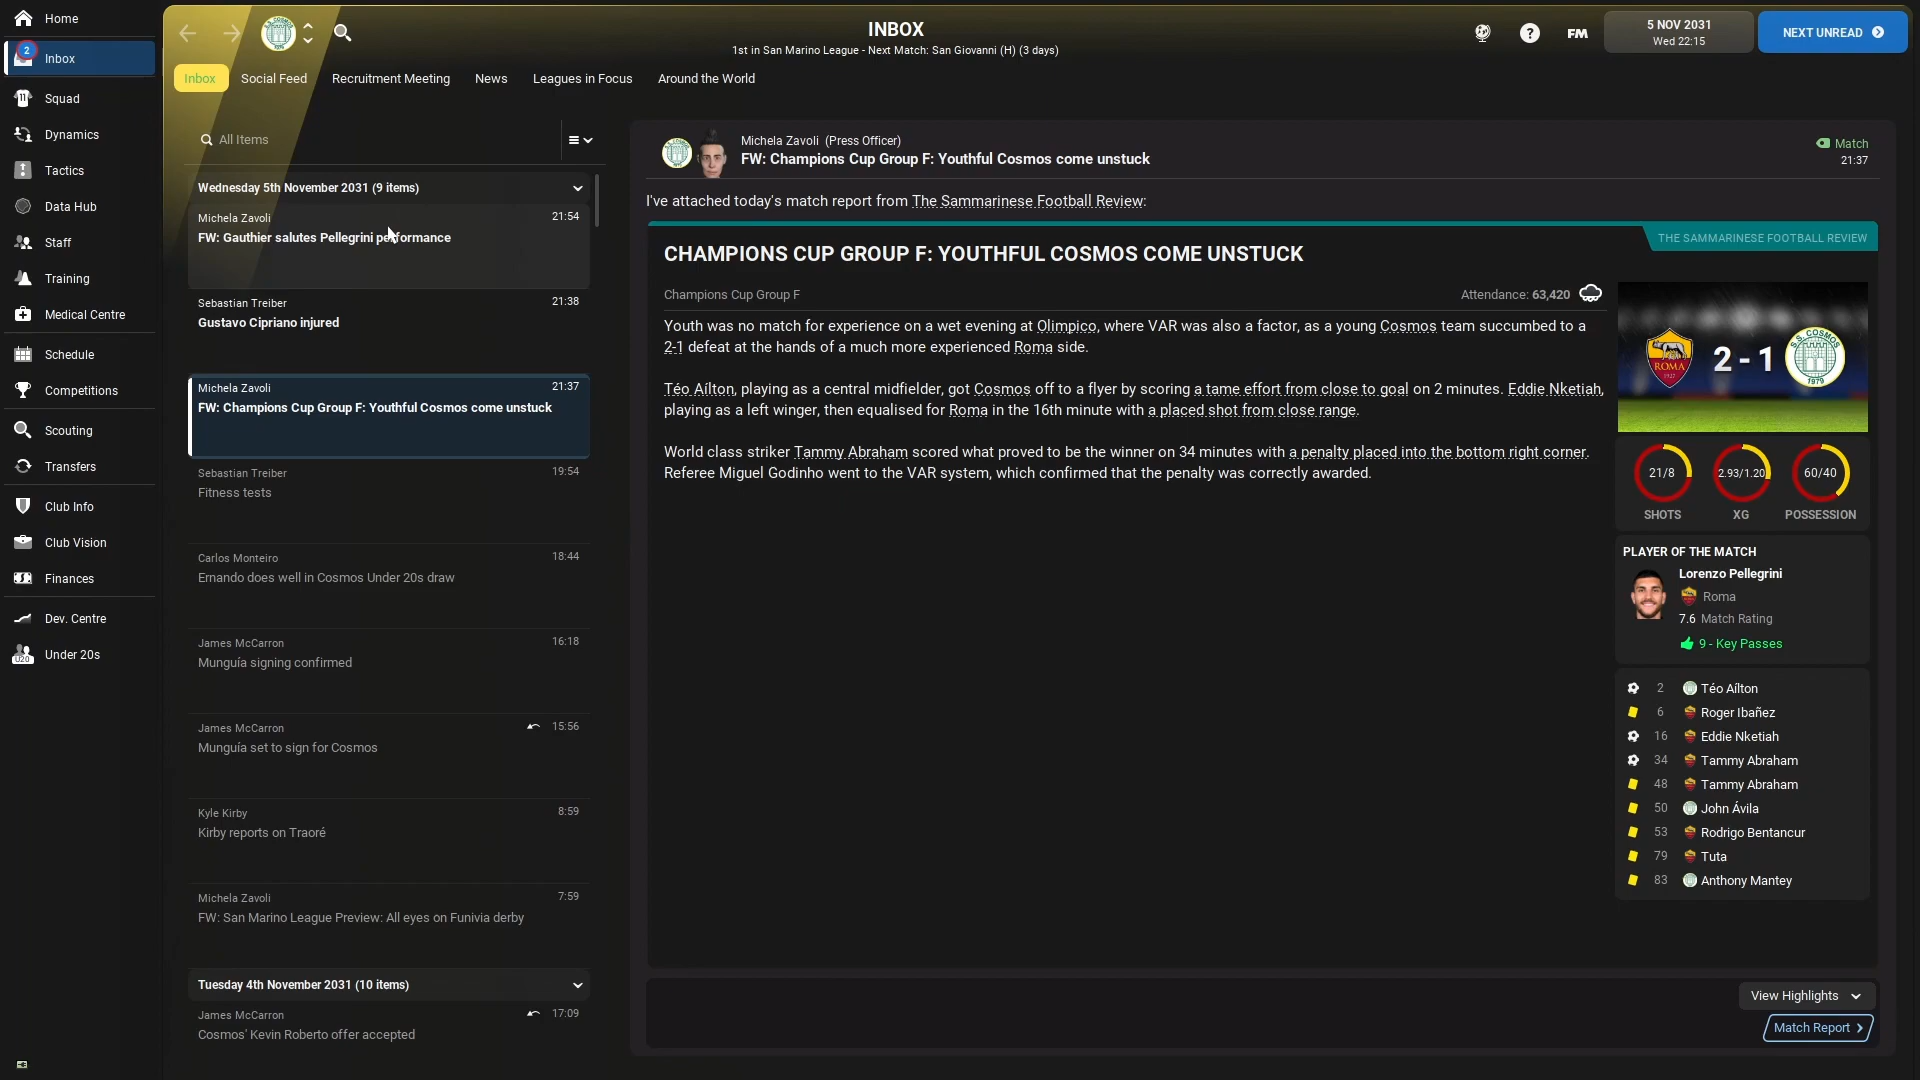 Home
2
Inbox
Squad
Dynamics
Tactics
Data Hub
Staff
Training
Medical Centre
Schedule
Competitions
Scouting
Transfers
Club Info
Club Vision
Finances
Dev. Centre
U20
Under 20s
INBOX
1st in San Marino League - Next Match: San Giovanni (H) (3 days)
FM
5 NOV 2031
Wed 22:15
NEXT UNREAD
Inbox
Social Feed
Recruitment Meeting
News
Leagues in Focus
Around the World
All Items
Wednesday 5th November 2031 (9 items)
Michela Zavoli 21:54
FW: Gauthier salutes Pellegrini performance
Sebastian Treiber 21:38
Gustavo Cipriano injured
Michela Zavoli 21:37
FW: Champions Cup Group F: Youthful Cosmos come unstuck
Sebastian Treiber 19:54
Fitness tests
Carlos Monteiro 18:44
Ernando does well in Cosmos Under 20s draw
James McCarron 16:18
Munguía signing confirmed
James McCarron 15:56
Munguía set to sign for Cosmos
Kyle Kirby 8:59
Kirby reports on Traoré
Michela Zavoli 7:59
FW: San Marino League Preview: All eyes on Funivia derby
Tuesday 4th November 2031 (10 items)
James McCarron 17:09
Cosmos' Kevin Roberto offer accepted
Michela Zavoli (Press Officer)
FW: Champions Cup Group F: Youthful Cosmos come unstuck
Match
21:37
I've attached today's match report from The Sammarinese Football Review:
THE SAMMARINESE FOOTBALL REVIEW
CHAMPIONS CUP GROUP F: YOUTHFUL COSMOS COME UNSTUCK
Champions Cup Group F
Attendance: 63,420
Youth was no match for experience on a wet evening at Olimpico, where VAR was also a factor, as a young Cosmos team succumbed to a
2-1 defeat at the hands of a much more experienced Roma side.
Téo Aílton, playing as a central midfielder, got Cosmos off to a flyer by scoring a tame effort from close to goal on 2 minutes. Eddie Nketiah,
playing as a left winger, then equalised for Roma in the 16th minute with a placed shot from close range.
World class striker Tammy Abraham scored what proved to be the winner on 34 minutes with a penalty placed into the bottom right corner.
Referee Miguel Godinho went to the VAR system, which confirmed that the penalty was correctly awarded.
ROMA
1927
2 - 1
S.S. COSMOS
1979
21/8
2.93/1.20
60/40
SHOTS
XG
POSSESSION
PLAYER OF THE MATCH
Lorenzo Pellegrini
Roma
7.6 Match Rating
9 - Key Passes
2 Téo Aílton
6 Roger Ibañez
16 Eddie Nketiah
34 Tammy Abraham
48 Tammy Abraham
50 John Ávila
53 Rodrigo Bentancur
79 Tuta
83 Anthony Mantey
View Highlights
Match Report